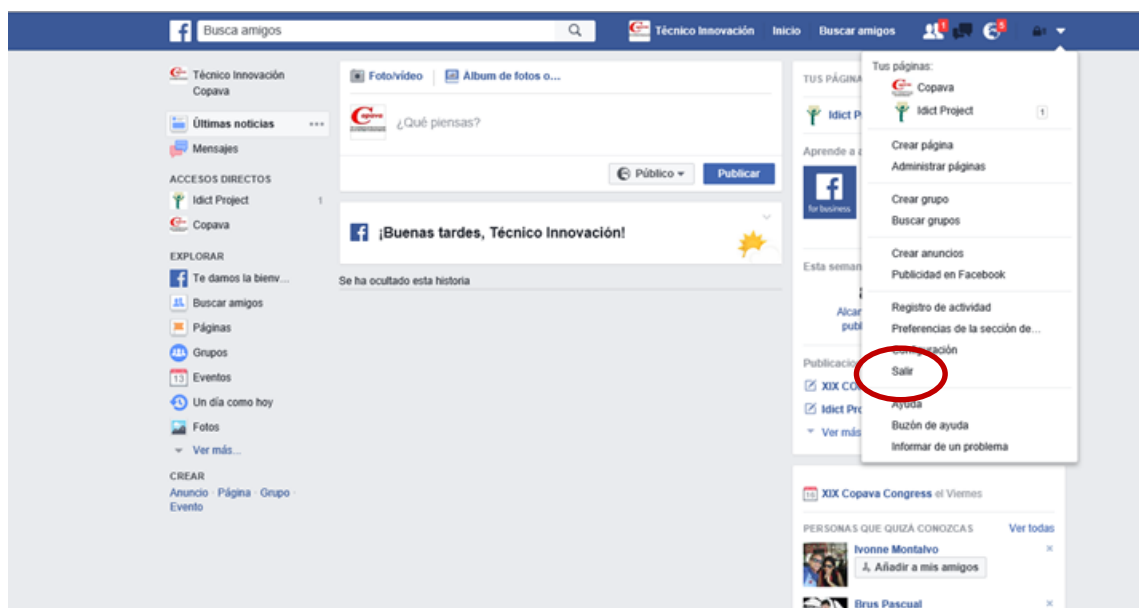 Busca amigos
Técnico Innovación
Inicio
Buscar amigos
1
5
Técnico Innovación
Copava
Últimas noticias
Mensajes
ACCESOS DIRECTOS
Idict Project 1
Copava
EXPLORAR
Te damos la bienv...
Buscar amigos
Páginas
Grupos
13 Eventos
Un día como hoy
Fotos
Ver más...
CREAR
Anuncio · Página · Grupo ·
Evento
Foto/vídeo
Álbum de fotos o...
Copava
¿Qué piensas?
Público
Publicar
¡Buenas tardes, Técnico Innovación!
Se ha ocultado esta historia
TUS PÁGINA
Idict P
Aprende a
for business
Esta seman
Alcar
publ
Publicacio
XIX CO
Idict Pro
Ver más
Tus páginas:
Copava
Idict Project 1
Crear página
Administrar páginas
Crear grupo
Buscar grupos
Crear anuncios
Publicidad en Facebook
Registro de actividad
Preferencias de la sección de...
Configuración
Salir
Ayuda
Buzón de ayuda
Informar de un problema
XIX Copava Congress el Viernes
PERSONAS QUE QUIZÁ CONOZCAS
Ver todas
Ivonne Montalvo
Añadir a mis amigos
Brus Pascual